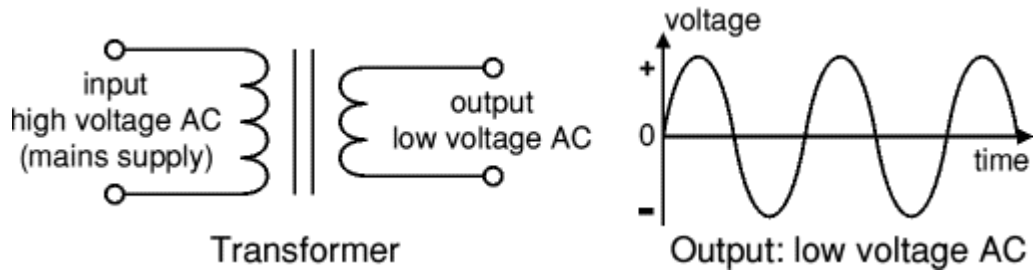 input
high voltage AC
(mains supply)
output
low voltage AC
Transformer
voltage
+
0
-
time
Output: low voltage AC